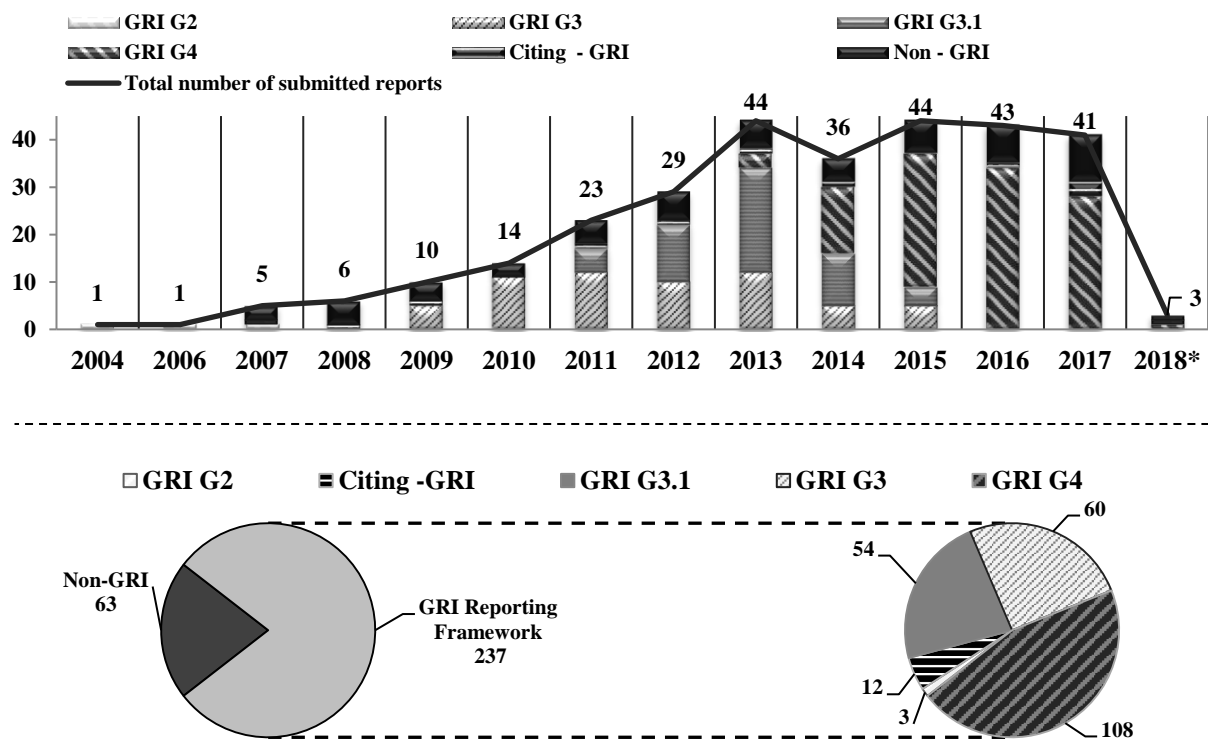 GRI G2 GRI G3 GRI G3.1
GRI G4 Citing - GRI Non - GRI
Total number of submitted reports
44 44 43 41
36
29
23
14
10
5 6
1 1
3
40
30
20
10
0
2004 2006 2007 2008 2009 2010 2011 2012 2013 2014 2015 2016 2017 2018*
GRI G2 Citing -GRI GRI G3.1 GRI G3 GRI G4
Non-GRI
63
GRI Reporting
Framework
237
60
54
12
3
108